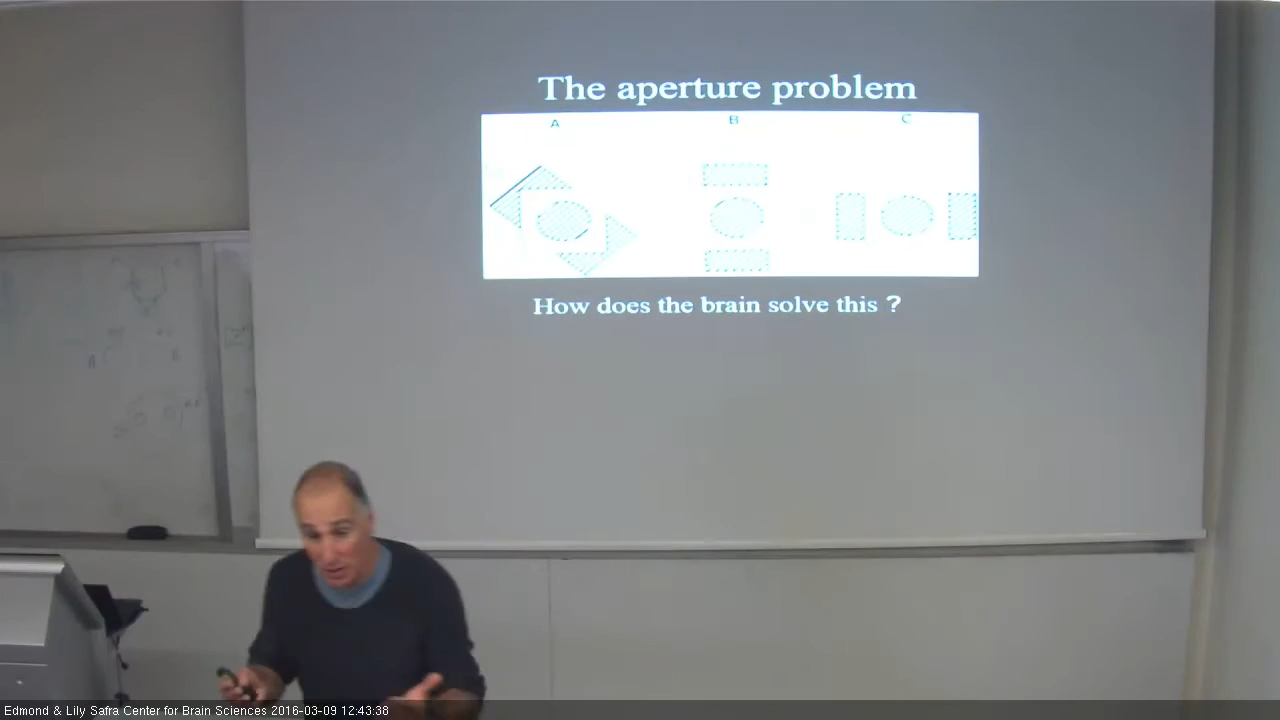 The aperture problem
A B C
How does the brain solve this ?
Edmond & Lily Safra Center for Brain Sciences 2016-03-09 12:43:38